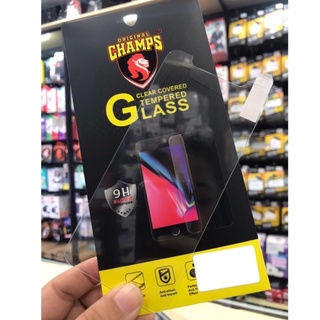 ORIGINAL
CHAMPS
CLEAR COVERED
TEMPERED
GLASS
9H